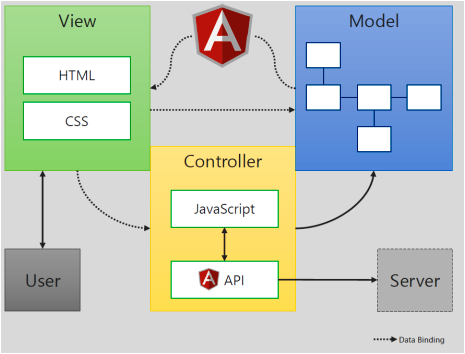 View
Model
HTML
CSS
Controller
JavaScript
API
User
Server
Data Binding